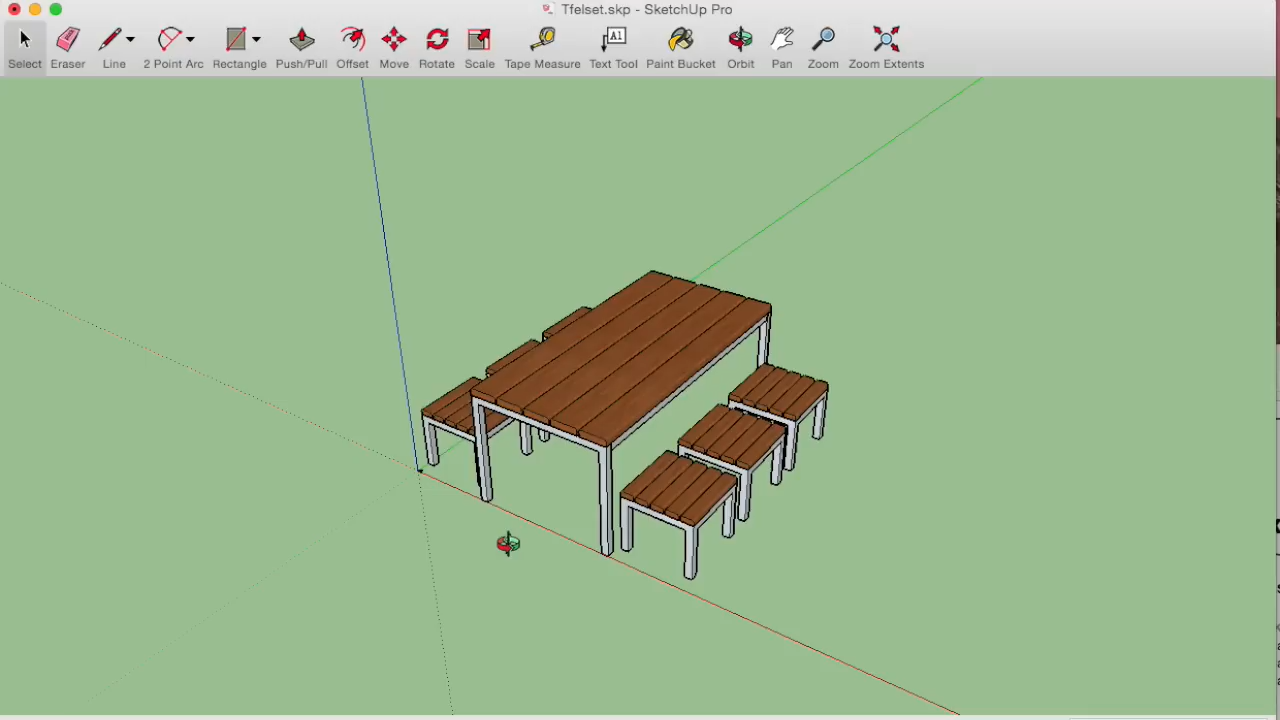 Tfelset.skp - SketchUp Pro
Select Eraser Line 2 Point Arc Rectangle Push/Pull Offset Move Rotate Scale Tape Measure Text Tool Paint Bucket Orbit Pan Zoom Zoom Extents
A1